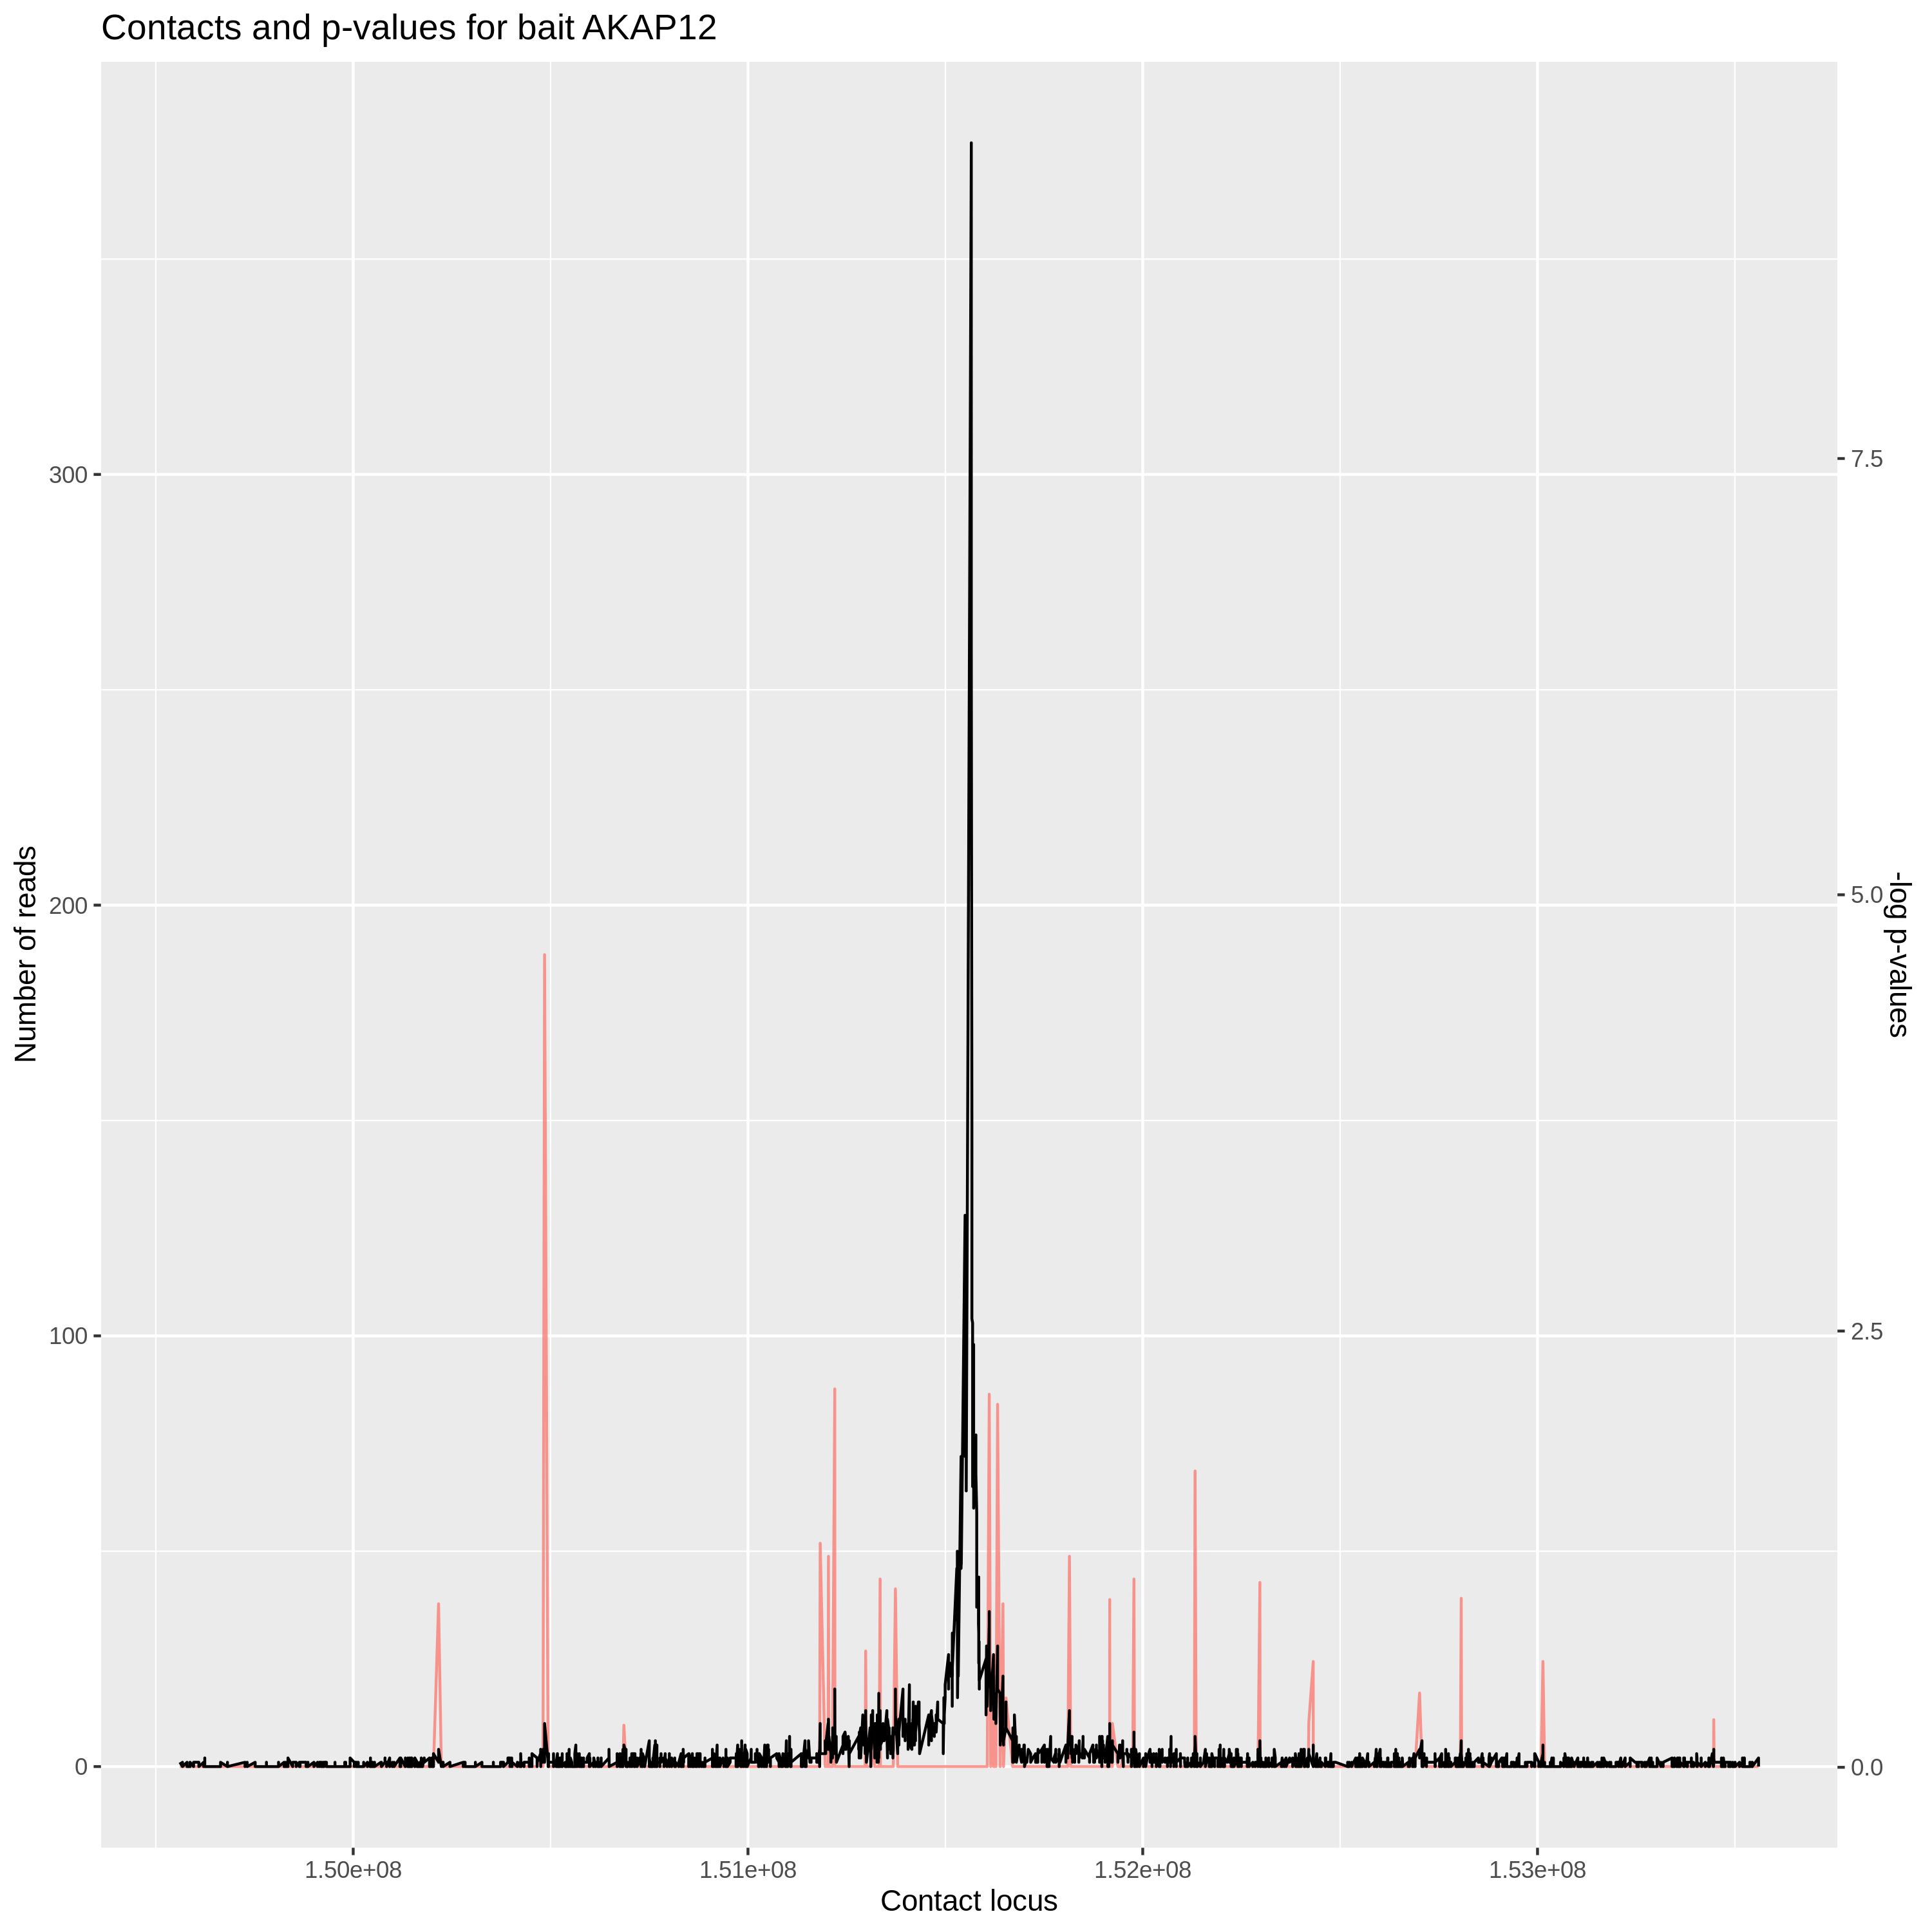 Contacts and p-values for bait AKAP12
Number of reads
300
200
100
0
7.5
5.0
2.5
0.0
-log p-values
1.50e+08
1.51e+08
1.52e+08
1.53e+08
Contact locus